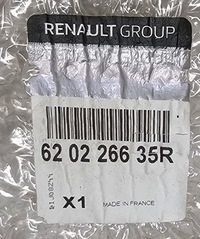 RENAULT GROUP
62 02 266 35R
X1 MADE IN FRANCE